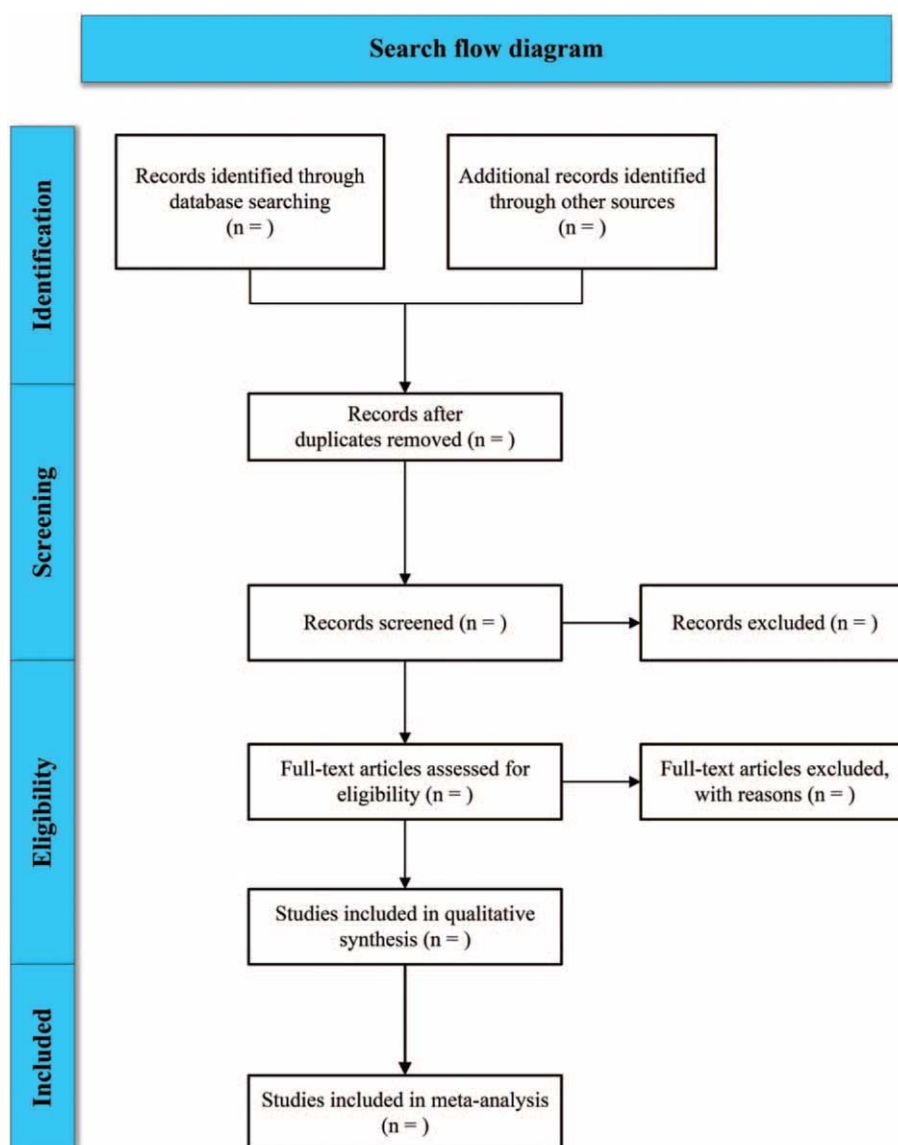 Search flow diagram
Identification
Records identified through
database searching
(n = )
Additional records identified
through other sources
(n = )
Screening
Records after
duplicates removed (n = )
Records screened (n = )
Records excluded (n = )
Eligibility
Full-text articles assessed for
eligibility (n = )
Full-text articles excluded,
with reasons (n = )
Studies included in qualitative
synthesis (n = )
Included
Studies included in meta-analysis
(n = )